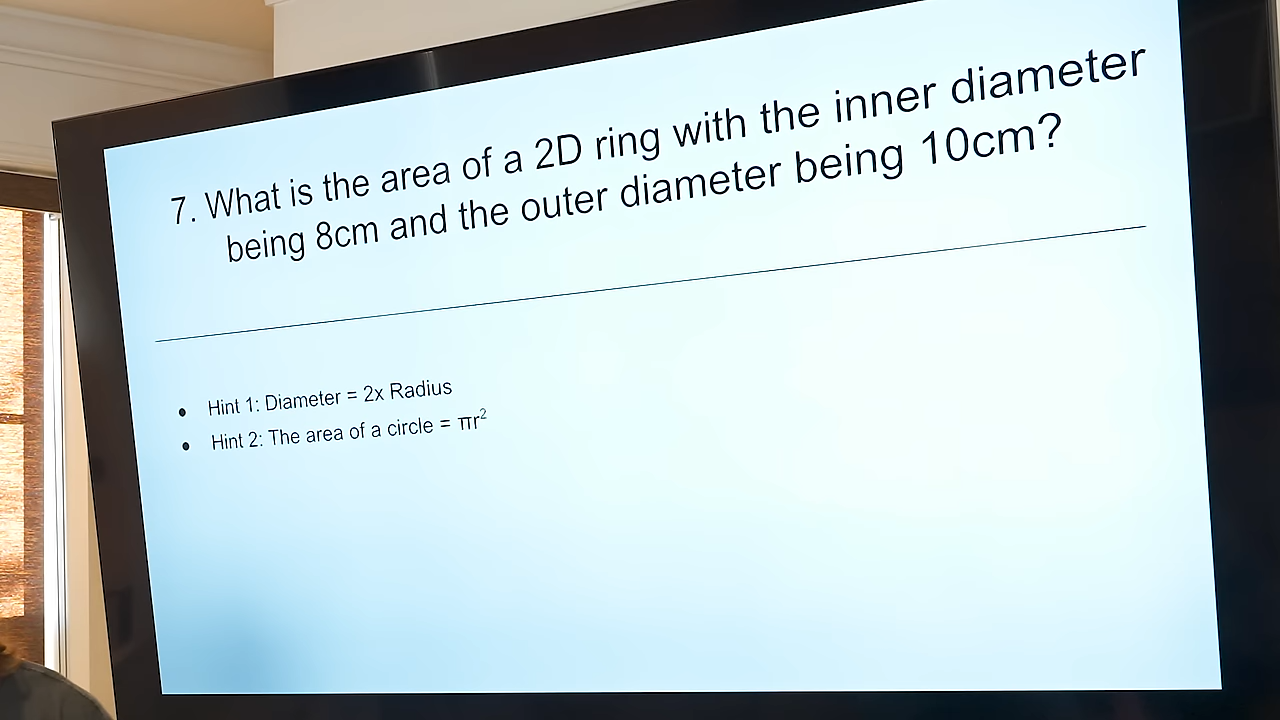 7. What is the area of a 2D ring with the inner diameter
being 8cm and the outer diameter being 10cm?
● Hint 1: Diameter = 2x Radius
● Hint 2: The area of a circle = πr²